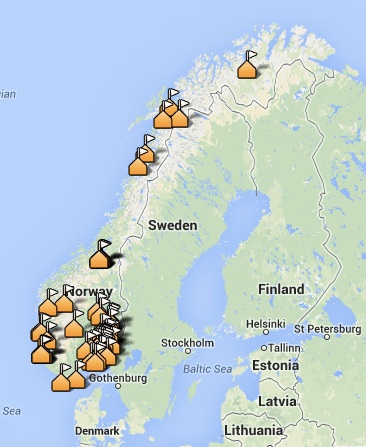 ian
Sweden
Norway
Finland
Helsinki
St Petersburg
Stockholm
Tallinn
Estonia
Baltic Sea
Gothenburg
Latvia
Sea
Denmark
Lithuania